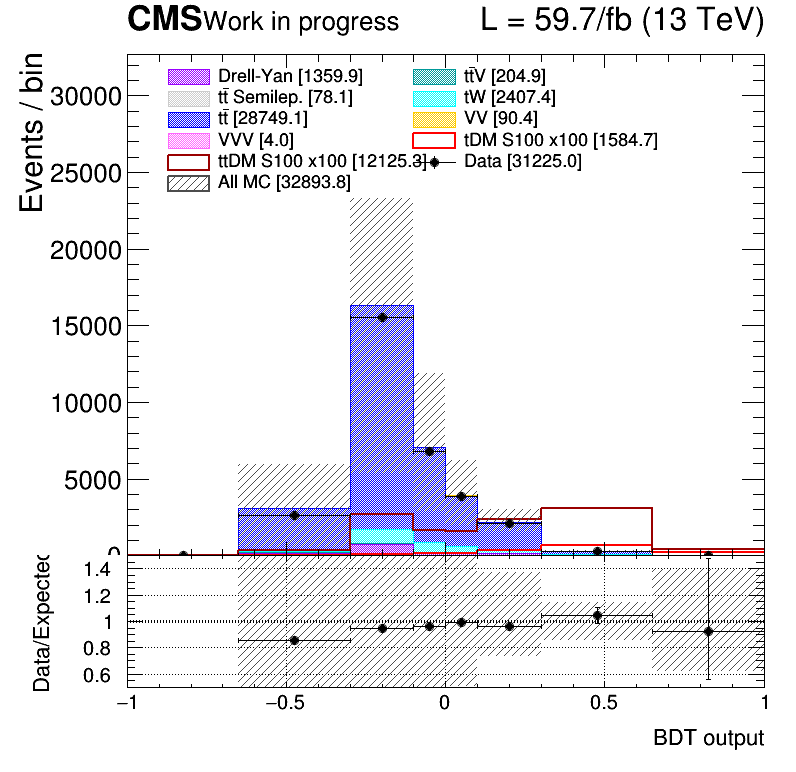 CMS Work in progress L = 59.7/fb (13 TeV)
Events / bin
30000
25000
20000
15000
10000
5000
0
Drell-Yan [1359.9] tt̄V [204.9]
tt̄ Semilep. [78.1] tW [2407.4]
tt̄ [28749.1] VV [90.4]
VVV [4.0] tDM S100 x100 [1584.7]
ttDM S100 x100 [12125.3] Data [31225.0]
All MC [32893.8]
Data/Expected
1.4
1.2
1
0.8
0.6
−1 −0.5 0 0.5 1
BDT output